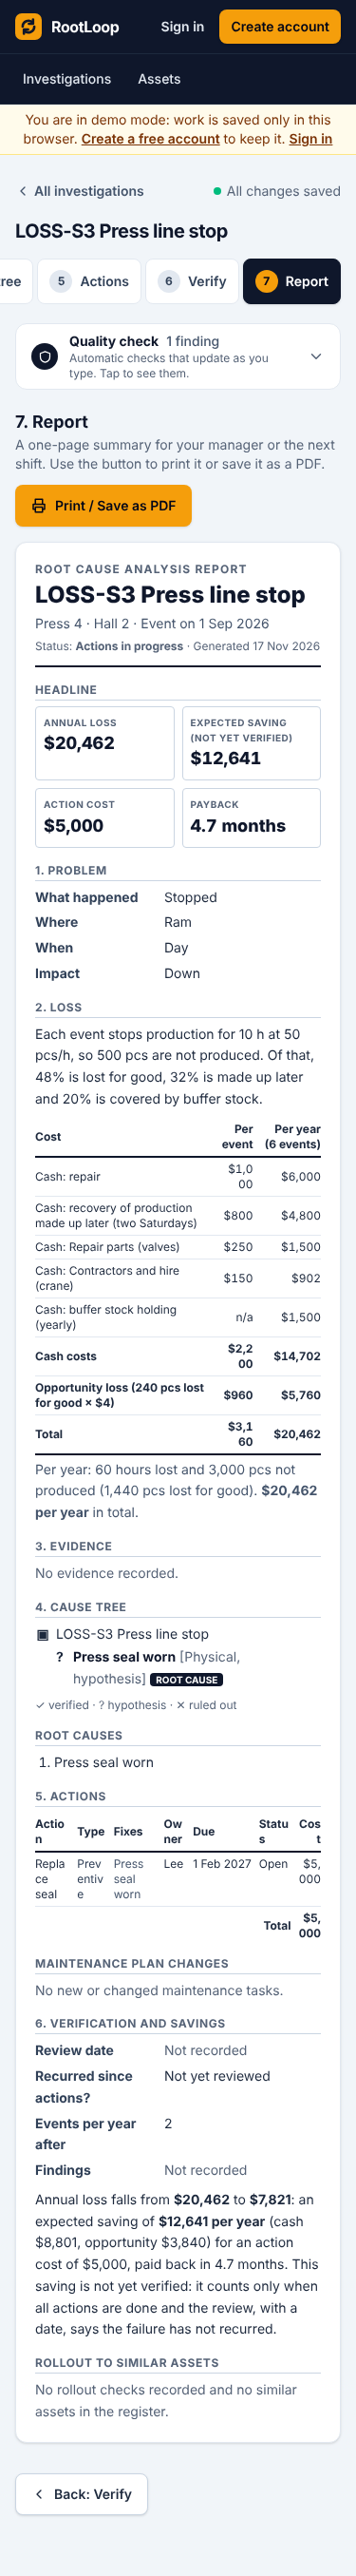 RootLoop
Sign in
Create account
Investigations
Assets
You are in demo mode: work is saved only in this
browser. Create a free account to keep it. Sign in
All investigations
All changes saved
LOSS-S3 Press line stop
ree
5 Actions
6 Verify
7 Report
Quality check 1 finding
Automatic checks that update as you
type. Tap to see them.
7. Report
A one-page summary for your manager or the next
shift. Use the button to print it or save it as a PDF.
Print / Save as PDF
ROOT CAUSE ANALYSIS REPORT
LOSS-S3 Press line stop
Press 4 · Hall 2 · Event on 1 Sep 2026
Status: Actions in progress · Generated 17 Nov 2026
HEADLINE
ANNUAL LOSS
$20,462
EXPECTED SAVING
(NOT YET VERIFIED)
$12,641
ACTION COST
$5,000
PAYBACK
4.7 months
1. PROBLEM
What happened Stopped
Where Ram
When Day
Impact Down
2. LOSS
Each event stops production for 10 h at 50
pcs/h, so 500 pcs are not produced. Of that,
48% is lost for good, 32% is made up later
and 20% is covered by buffer stock.
Cost
Per
event
Per year
(6 events)
Cash: repair
$1,0
00
$6,000
Cash: recovery of production
made up later (two Saturdays)
$800
$4,800
Cash: Repair parts (valves)
$250
$1,500
Cash: Contractors and hire
(crane)
$150
$902
Cash: buffer stock holding
(yearly)
n/a
$1,500
Cash costs
$2,2
00
$14,702
Opportunity loss (240 pcs lost
for good × $4)
$960
$5,760
Total
$3,1
60
$20,462
Per year: 60 hours lost and 3,000 pcs not
produced (1,440 pcs lost for good). $20,462
per year in total.
3. EVIDENCE
No evidence recorded.
4. CAUSE TREE
▣ LOSS-S3 Press line stop
? Press seal worn [Physical,
hypothesis] ROOT CAUSE
✓ verified · ? hypothesis · ✕ ruled out
ROOT CAUSES
1. Press seal worn
5. ACTIONS
Actio
n
Type
Fixes
Ow
ner
Due
Statu
s
Cos
t
Repla
ce
seal
Prev
entiv
e
Press
seal
worn
Lee
1 Feb 2027
Open
$5,
000
Total
$5,
000
MAINTENANCE PLAN CHANGES
No new or changed maintenance tasks.
6. VERIFICATION AND SAVINGS
Review date Not recorded
Recurred since
actions?
Not yet reviewed
Events per year
after
2
Findings Not recorded
Annual loss falls from $20,462 to $7,821: an
expected saving of $12,641 per year (cash
$8,801, opportunity $3,840) for an action
cost of $5,000, paid back in 4.7 months. This
saving is not yet verified: it counts only when
all actions are done and the review, with a
date, says the failure has not recurred.
ROLLOUT TO SIMILAR ASSETS
No rollout checks recorded and no similar
assets in the register.
Back: Verify